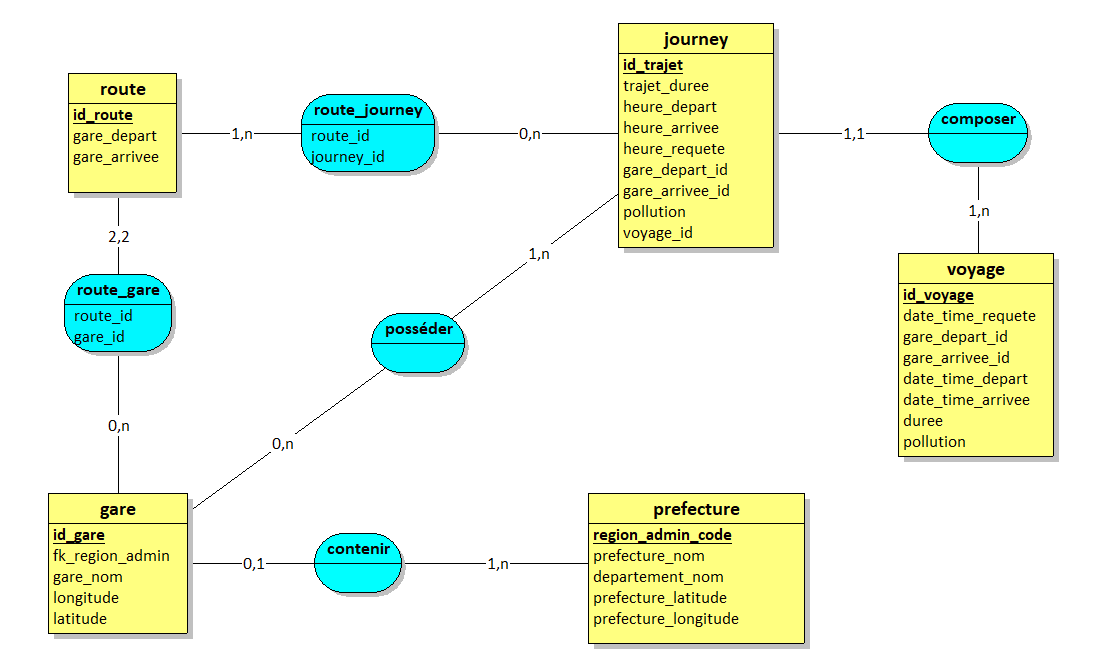 journey
id_trajet
trajet_duree
heure_depart
heure_arrivee
heure_requete
gare_depart_id
gare_arrivee_id
pollution
voyage_id
route
id_route
gare_depart
gare_arrivee
1,n
route_journey
route_id
journey_id
0,n
1,1
composer
1,n
2,2
route_gare
route_id
gare_id
0,n
1,n
posséder
0,n
voyage
id_voyage
date_time_requete
gare_depart_id
gare_arrivee_id
date_time_depart
date_time_arrivee
duree
pollution
gare
id_gare
fk_region_admin
gare_nom
longitude
latitude
0,1
contenir
1,n
prefecture
region_admin_code
prefecture_nom
departement_nom
prefecture_latitude
prefecture_longitude